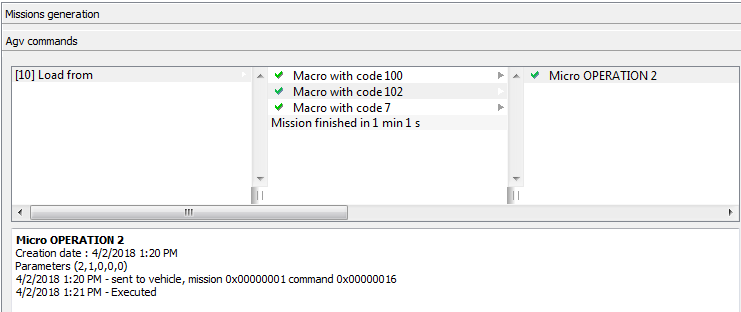 Missions generation
Agv commands
[10] Load from
Macro with code 100
Macro with code 102
Macro with code 7
Mission finished in 1 min 1 s
Micro OPERATION 2
Micro OPERATION 2
Creation date : 4/2/2018 1:20 PM
Parameters (2,1,0,0,0)
4/2/2018 1:20 PM - sent to vehicle, mission 0x00000001 command 0x00000016
4/2/2018 1:21 PM - Executed